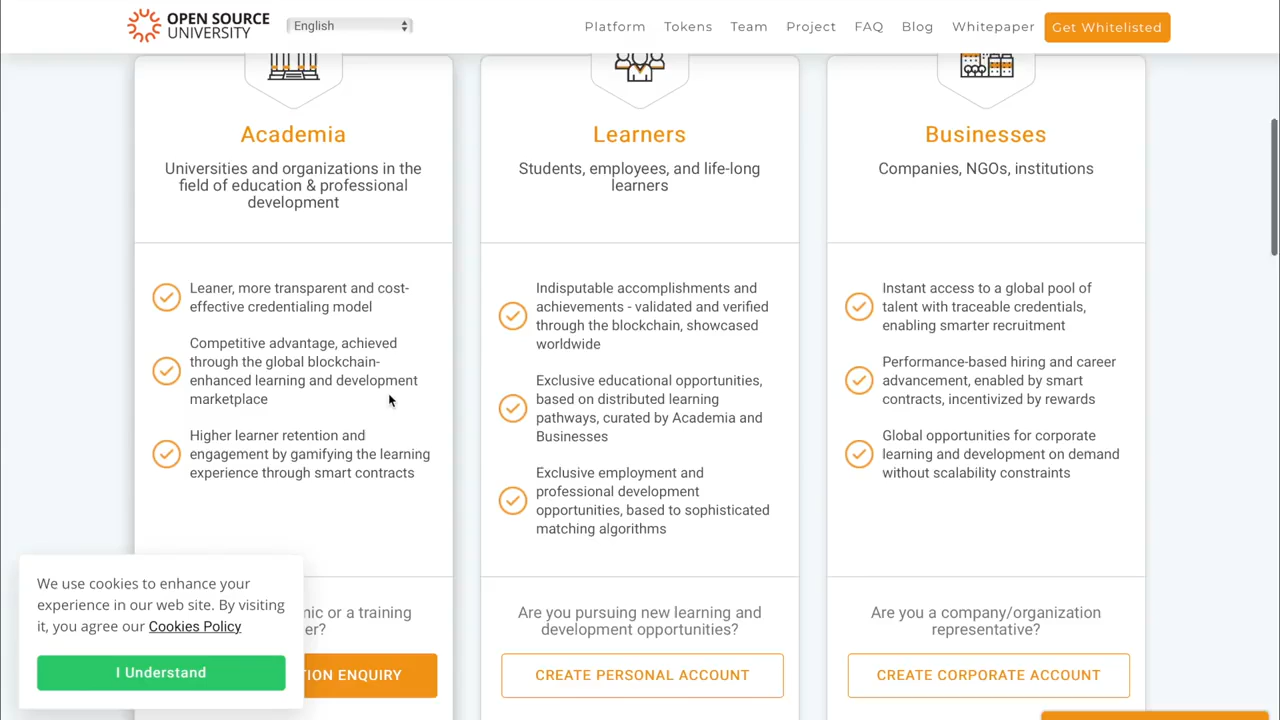 OPEN SOURCE
UNIVERSITY
English
Platform
Tokens
Team
Project
FAQ
Blog
Whitepaper
Get Whitelisted
Academia
Universities and organizations in the
field of education & professional
development
Leaner, more transparent and cost-
effective credentialing model
Competitive advantage, achieved
through the global blockchain-
enhanced learning and development
marketplace
Higher learner retention and
engagement by gamifying the learning
experience through smart contracts
Learners
Students, employees, and life-long
learners
Indisputable accomplishments and
achievements - validated and verified
through the blockchain, showcased
worldwide
Exclusive educational opportunities,
based on distributed learning
pathways, curated by Academia and
Businesses
Exclusive employment and
professional development
opportunities, based to sophisticated
matching algorithms
Are you pursuing new learning and
development opportunities?
CREATE PERSONAL ACCOUNT
Businesses
Companies, NGOs, institutions
Instant access to a global pool of
talent with traceable credentials,
enabling smarter recruitment
Performance-based hiring and career
advancement, enabled by smart
contracts, incentivized by rewards
Global opportunities for corporate
learning and development on demand
without scalability constraints
Are you a company/organization
representative?
CREATE CORPORATE ACCOUNT
or a training
ENQUIRY
We use cookies to enhance your
experience in our web site. By visiting
it, you agree our Cookies Policy
I Understand